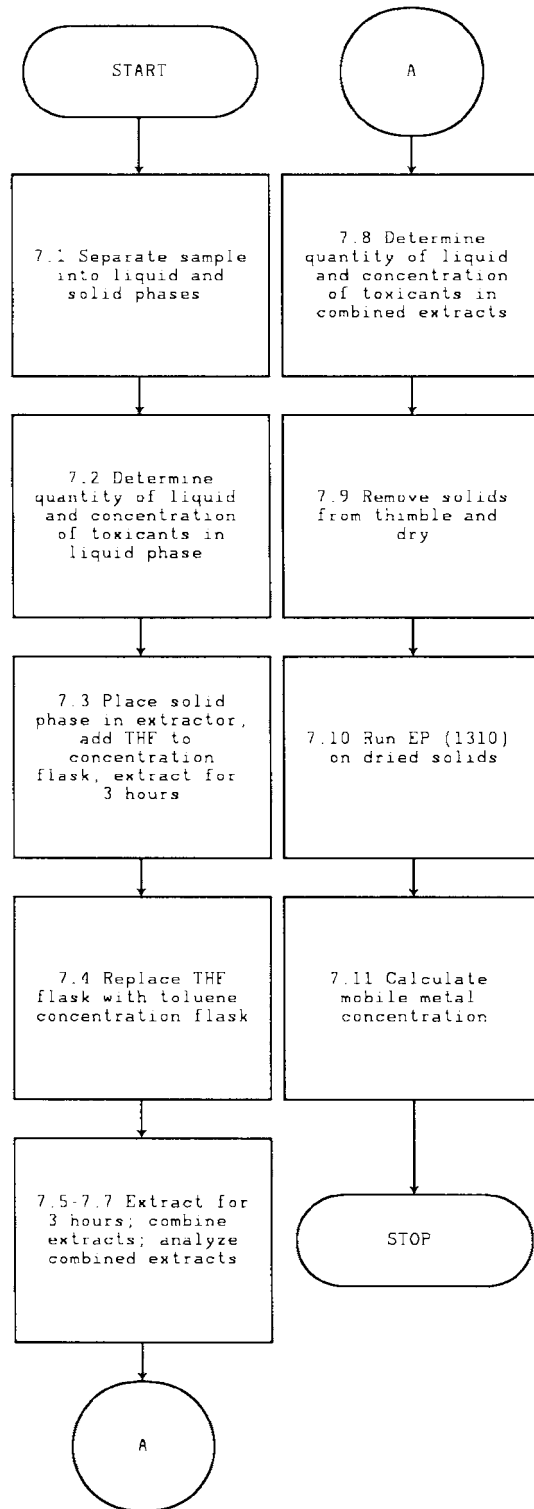 START
7.1 Separate sample
into liquid and
solid phases
7.2 Determine
quantity of liquid
and concentration
of toxicants in
liquid phase
7.3 Place solid
phase in extractor,
add THF to
concentration
flask, extract for
3 hours
7.4 Replace THF
flask with toluene
concentration flask
7.5-7.7 Extract for
3 hours; combine
extracts; analyze
combined extracts
A
A
7.8 Determine
quantity of liquid
and concentration
of toxicants in
combined extracts
7.9 Remove solids
from thimble and
dry
7.10 Run EP (1310)
on dried solids
7.11 Calculate
mobile metal
concentration
STOP